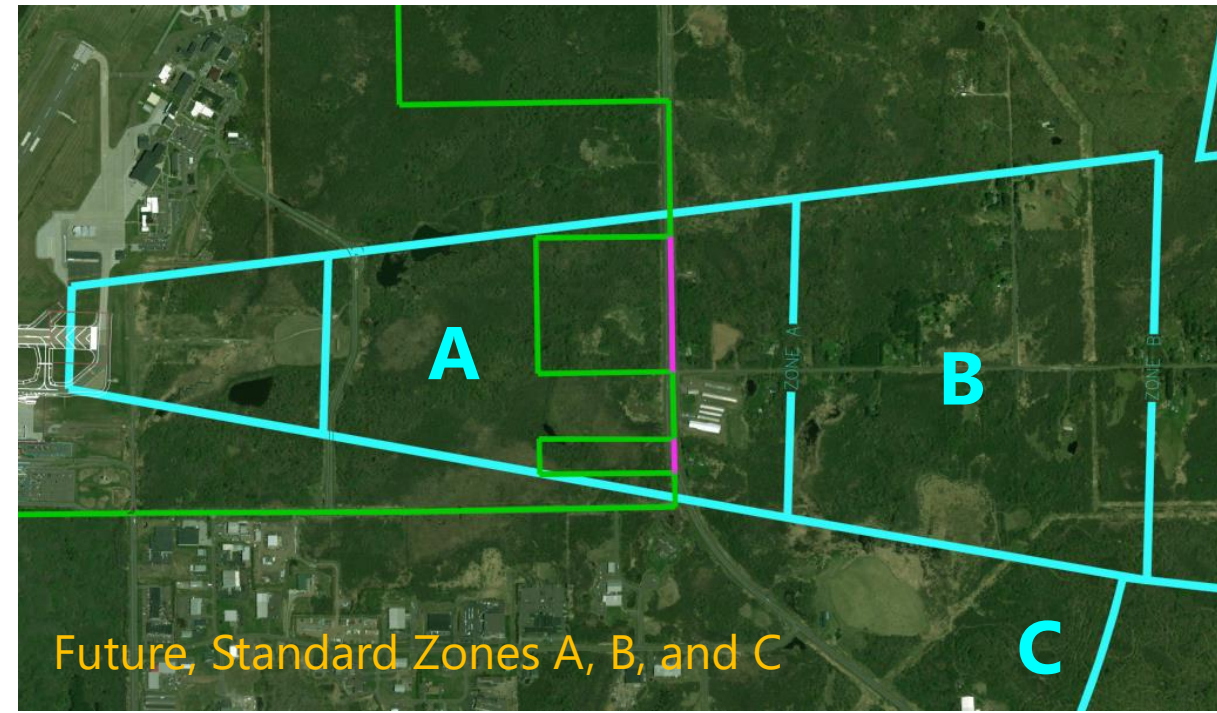 A
ZONE A
B
ZONE B
C
Future, Standard Zones A, B, and C